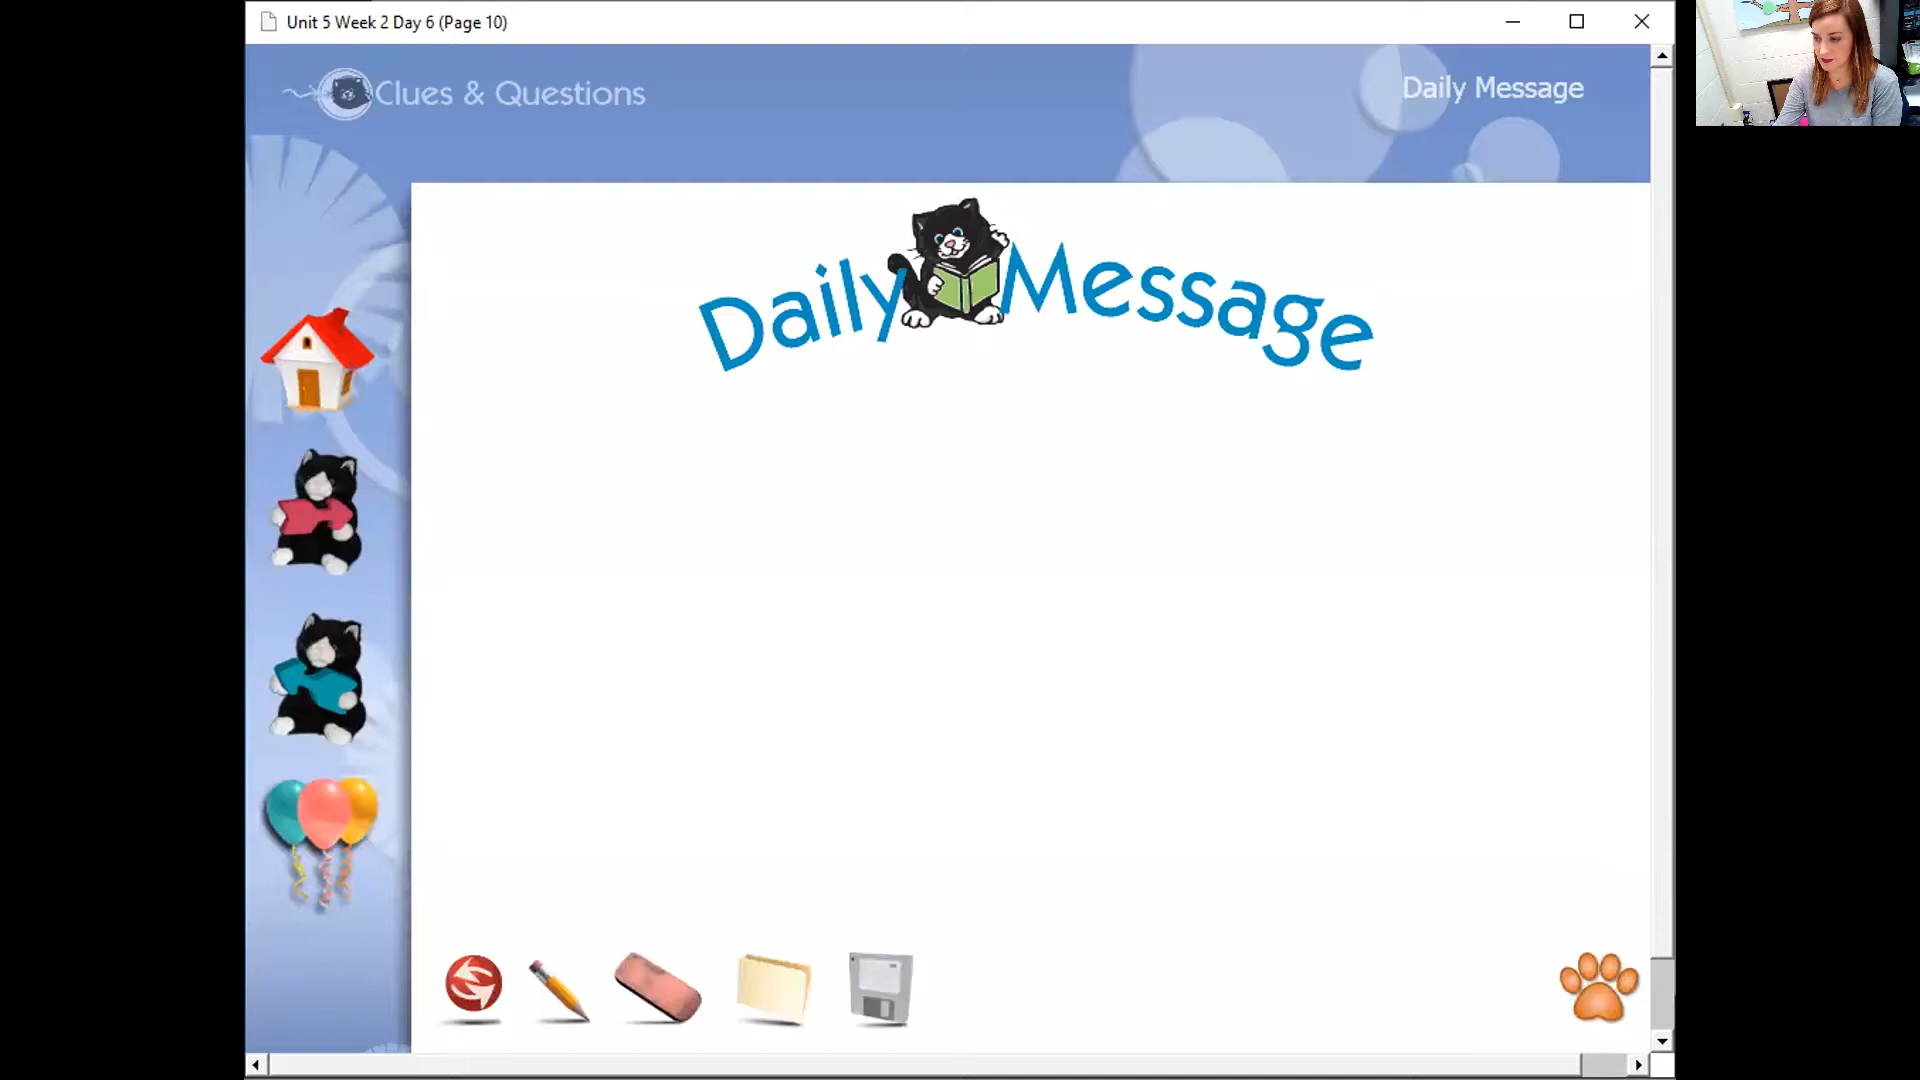 Unit 5 Week 2 Day 6 (Page 10)
Clues & Questions
Daily Message
Daily Message